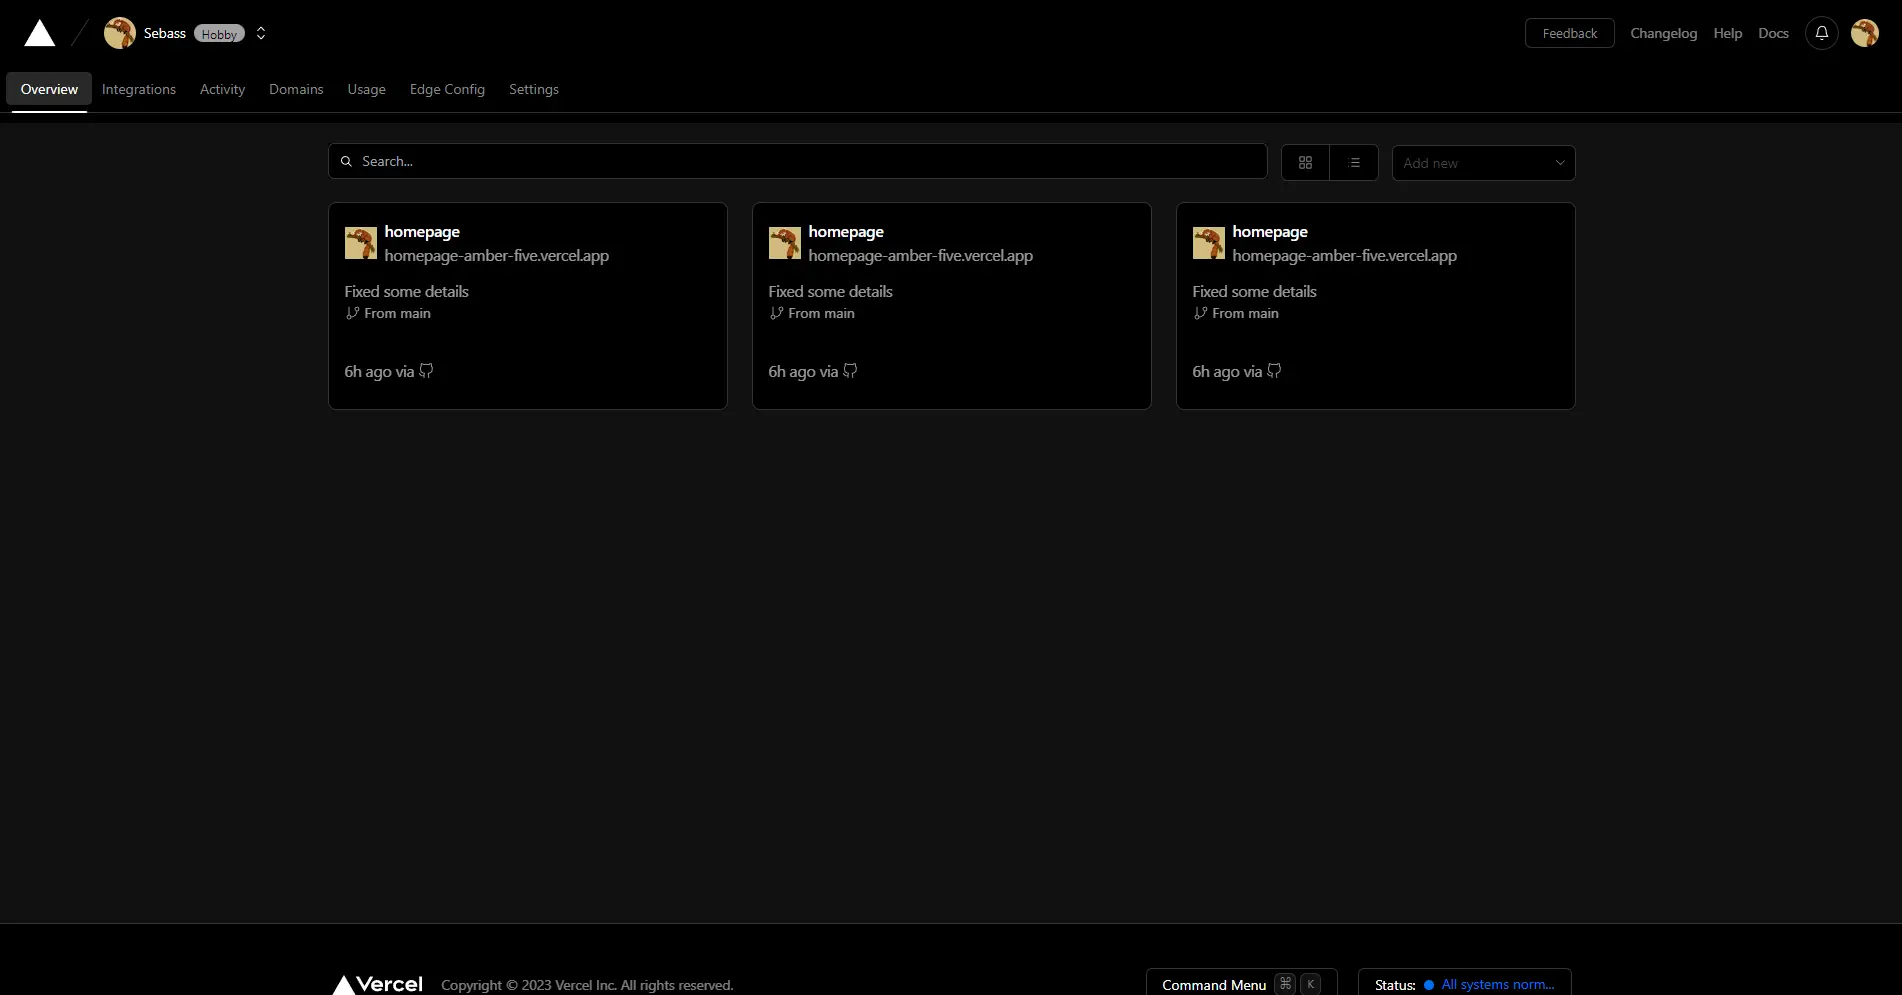 Sebass Hobby Feedback Changelog Help Docs
Overview Integrations Activity Domains Usage Edge Config Settings
Search... Add new
homepage
homepage-amber-five.vercel.app
Fixed some details
From main
6h ago via
homepage
homepage-amber-five.vercel.app
Fixed some details
From main
6h ago via
homepage
homepage-amber-five.vercel.app
Fixed some details
From main
6h ago via
Vercel Copyright © 2023 Vercel Inc. All rights reserved. Command Menu ⌘ K Status: All systems norm...